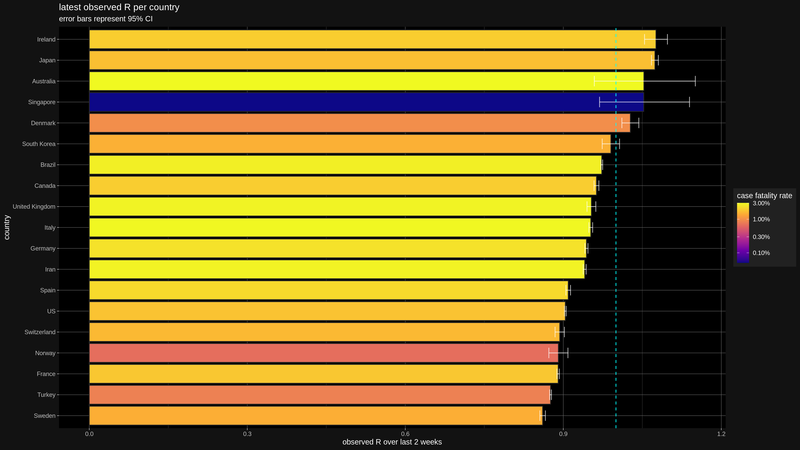 latest observed R per country
error bars represent 95% CI
Ireland
Japan
Australia
Singapore
Denmark
South Korea
Brazil
Canada
United Kingdom
Italy
Germany
Iran
Spain
US
Switzerland
Norway
France
Turkey
Sweden
country
0.0
0.3
0.6
0.9
1.2
observed R over last 2 weeks
case fatality rate
3.00%
1.00%
0.30%
0.10%